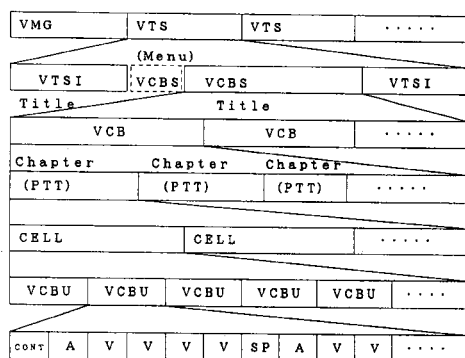 VMG VTS VTS .....
(Menu)
VTSI VCBS VCBS VTSI
Title Title
VCB VCB .....
Chapter Chapter Chapter
(PTT) (PTT) (PTT) .....
CELL CELL .....
VCBU VCBU VCBU VCBU VCBU ....
CONT A V V V V SP A V V ....